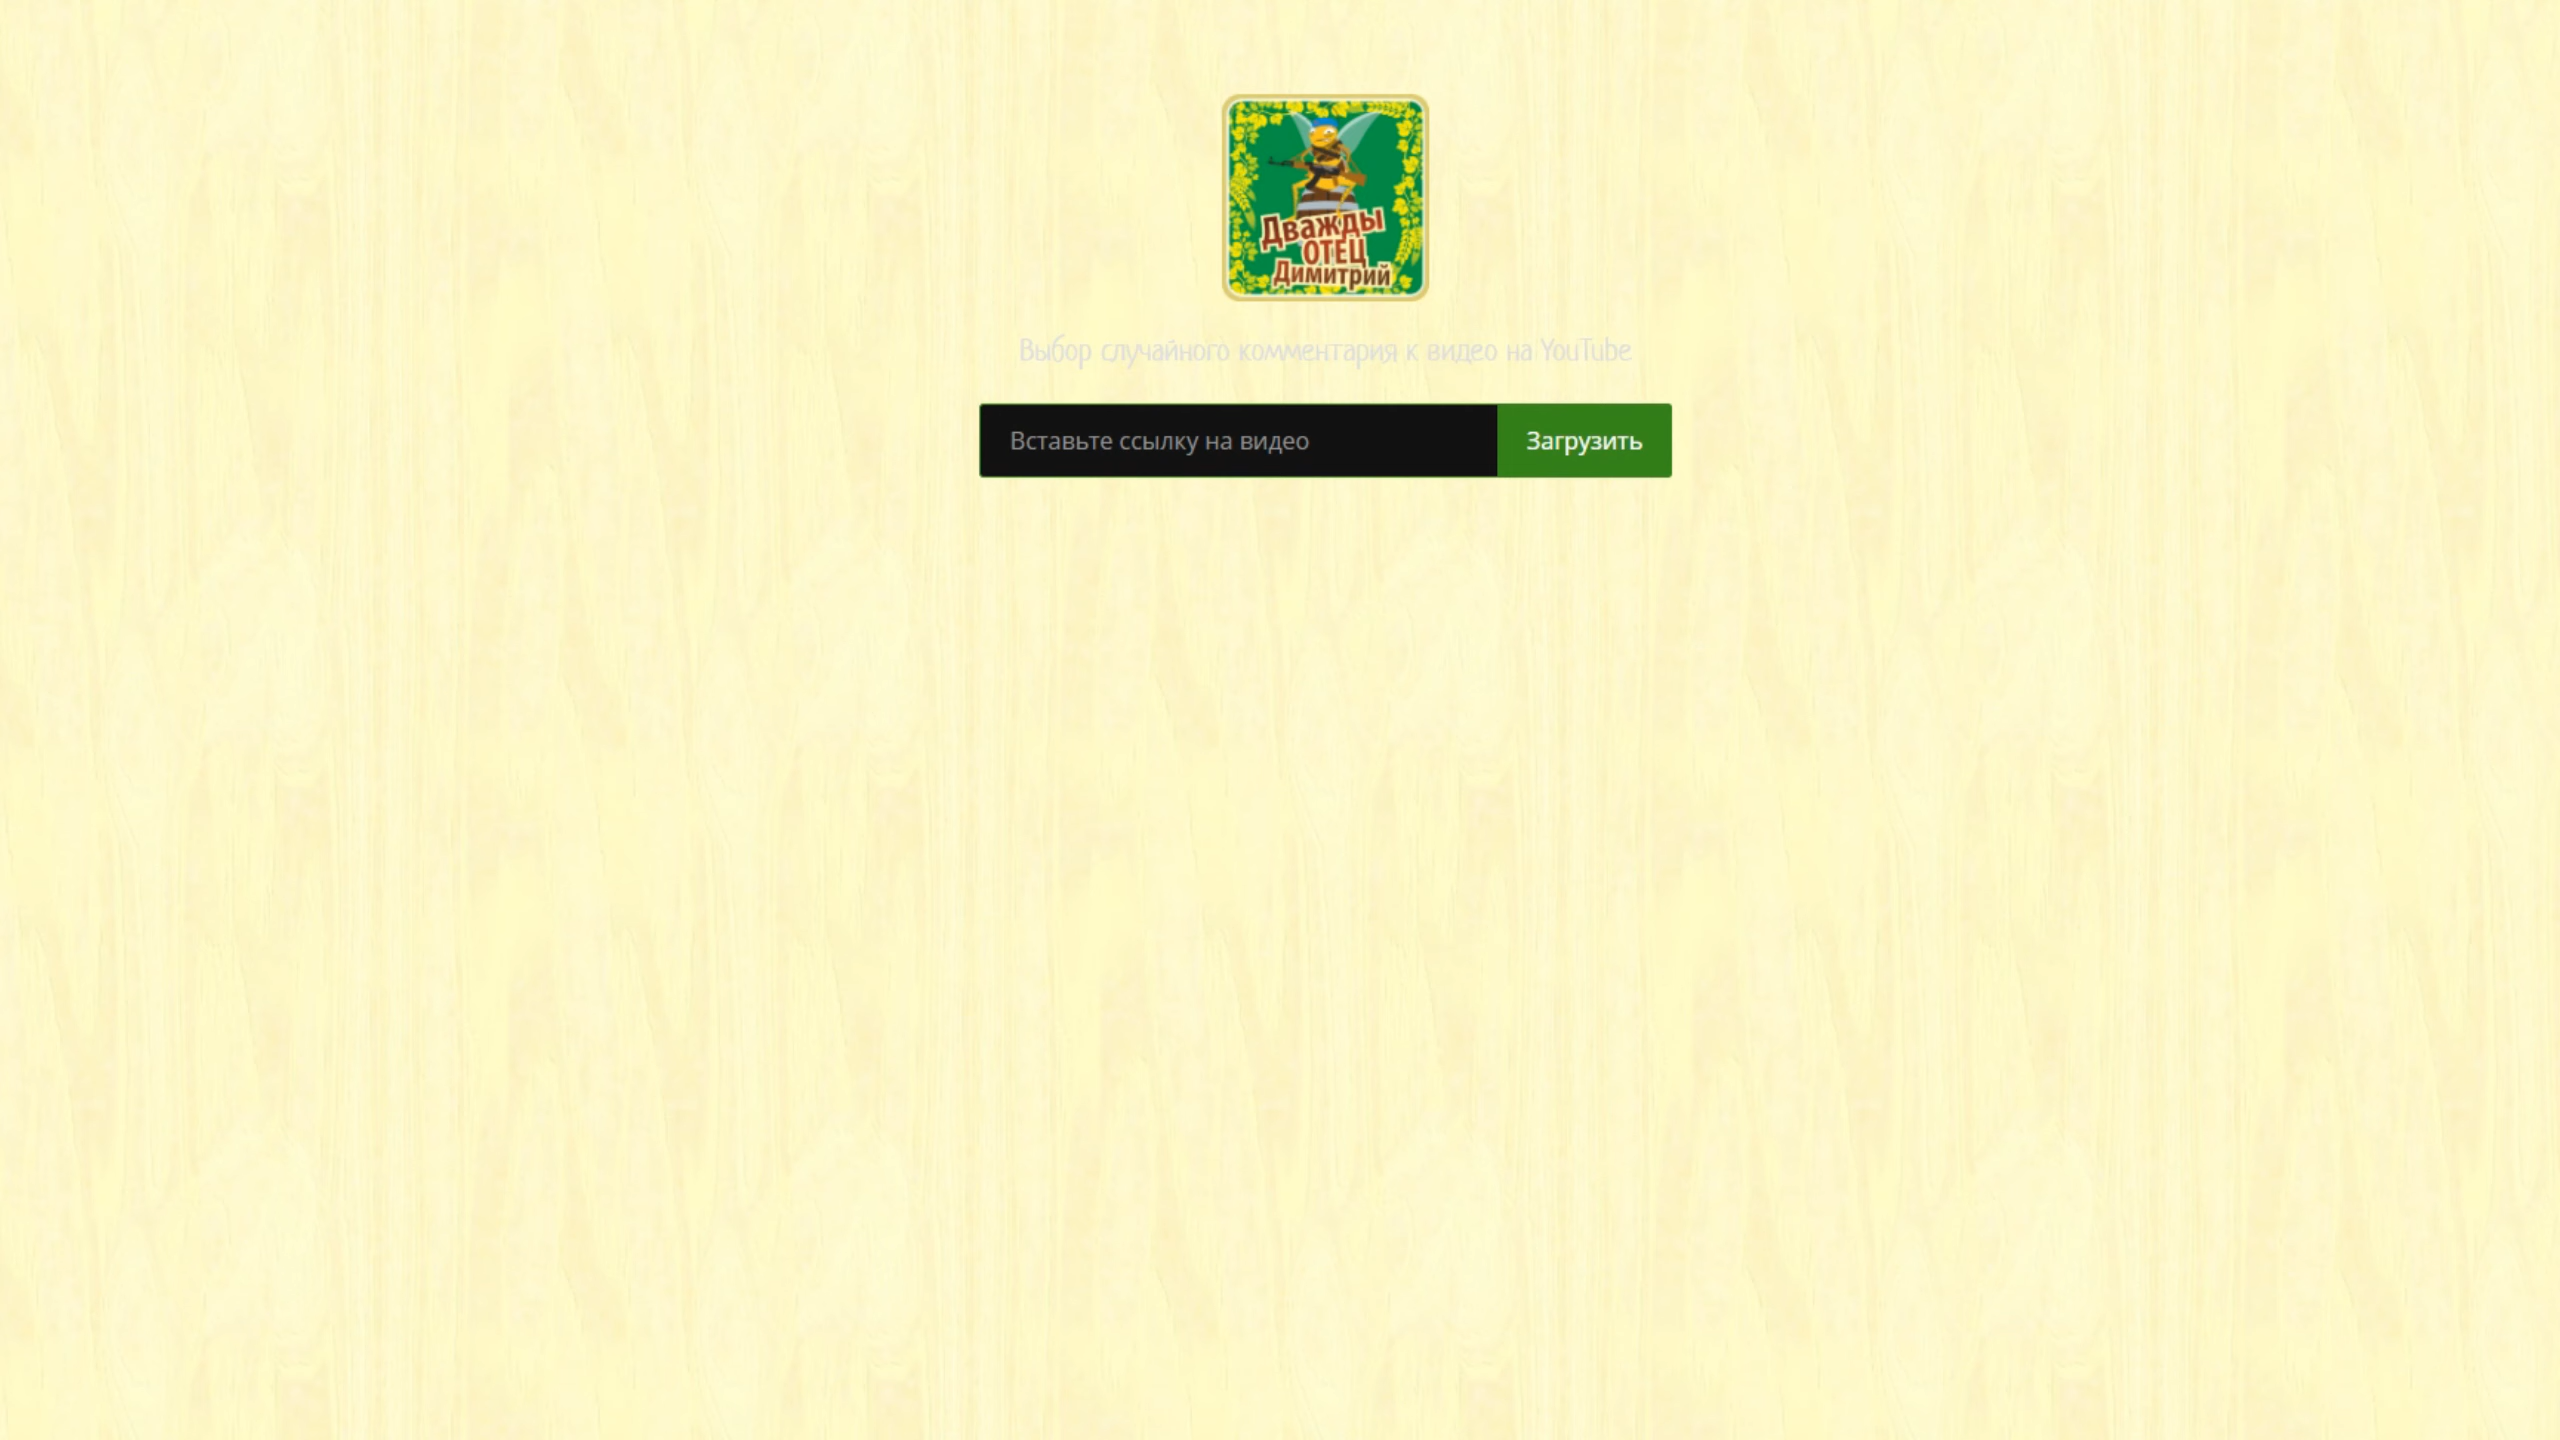 Дважды
ОТЕЦ
Димитрий
Выбор случайного комментария к видео на YouTube
Вставьте ссылку на видео
Загрузить